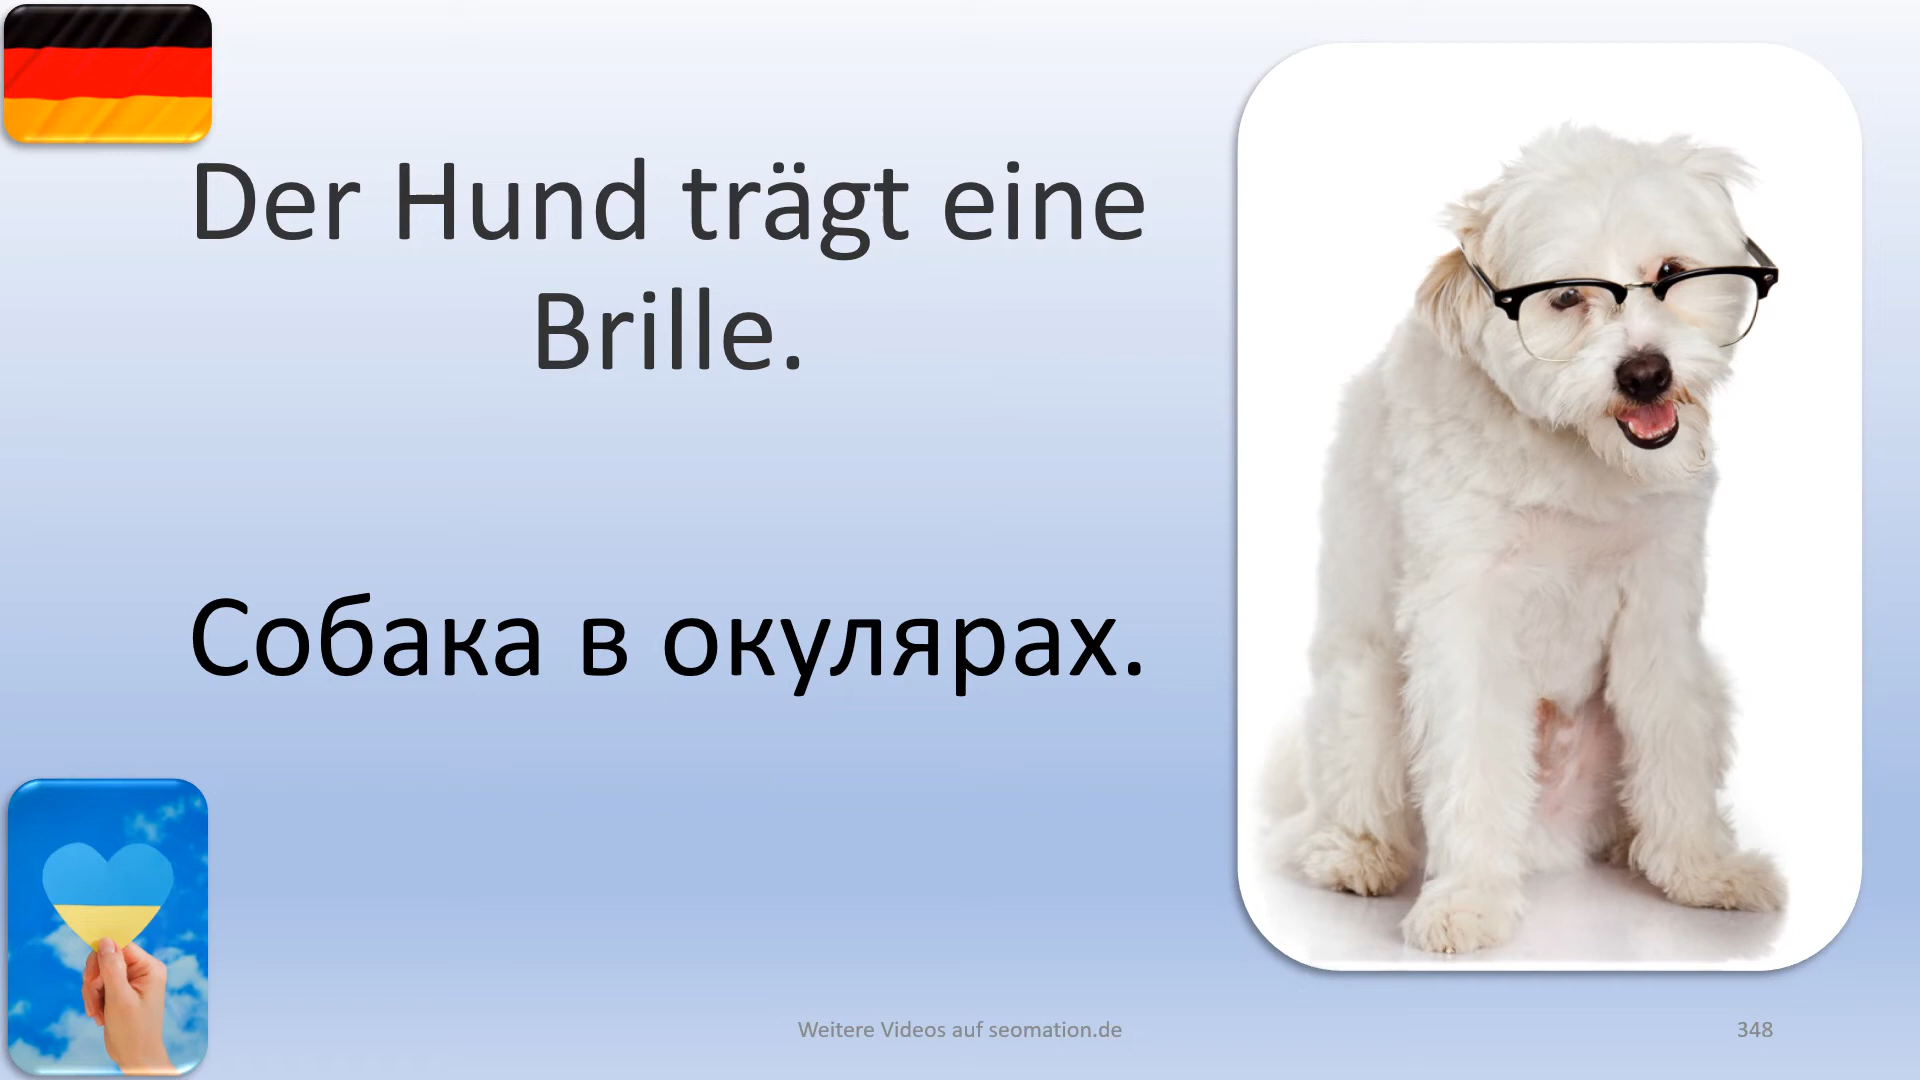 Der Hund trägt eine
Brille.
Собака в окулярах.
Weitere Videos auf seomation.de
348